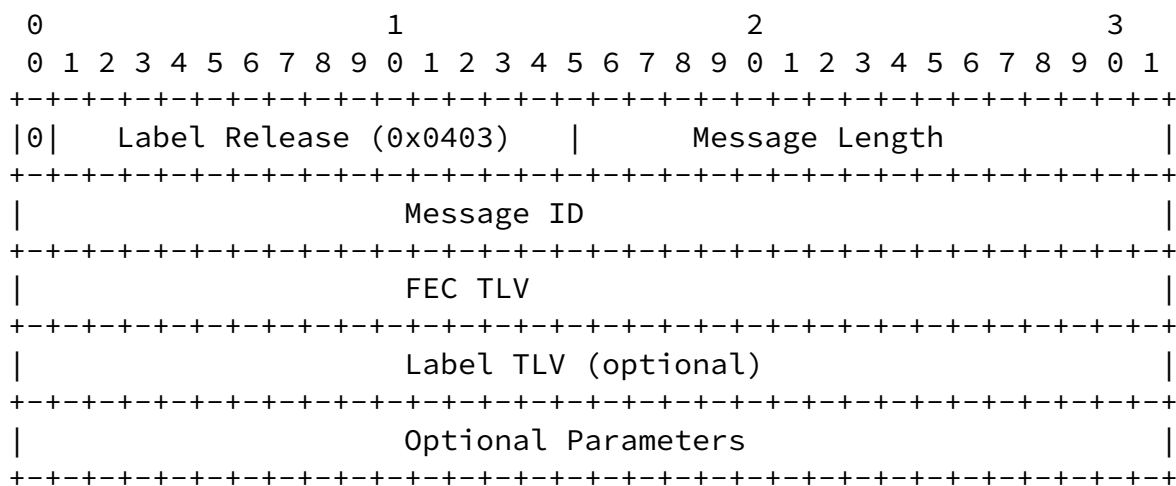 0                   1                   2                   3
 0 1 2 3 4 5 6 7 8 9 0 1 2 3 4 5 6 7 8 9 0 1 2 3 4 5 6 7 8 9 0 1
+-+-+-+-+-+-+-+-+-+-+-+-+-+-+-+-+-+-+-+-+-+-+-+-+-+-+-+-+-+-+-+-+
|0|   Label Release (0x0403)   |      Message Length            |
+-+-+-+-+-+-+-+-+-+-+-+-+-+-+-+-+-+-+-+-+-+-+-+-+-+-+-+-+-+-+-+-+
|                     Message ID                                |
+-+-+-+-+-+-+-+-+-+-+-+-+-+-+-+-+-+-+-+-+-+-+-+-+-+-+-+-+-+-+-+-+
|                     FEC TLV                                   |
+-+-+-+-+-+-+-+-+-+-+-+-+-+-+-+-+-+-+-+-+-+-+-+-+-+-+-+-+-+-+-+-+
|                     Label TLV (optional)                      |
+-+-+-+-+-+-+-+-+-+-+-+-+-+-+-+-+-+-+-+-+-+-+-+-+-+-+-+-+-+-+-+-+
|                     Optional Parameters                       |
+-+-+-+-+-+-+-+-+-+-+-+-+-+-+-+-+-+-+-+-+-+-+-+-+-+-+-+-+-+-+-+-+